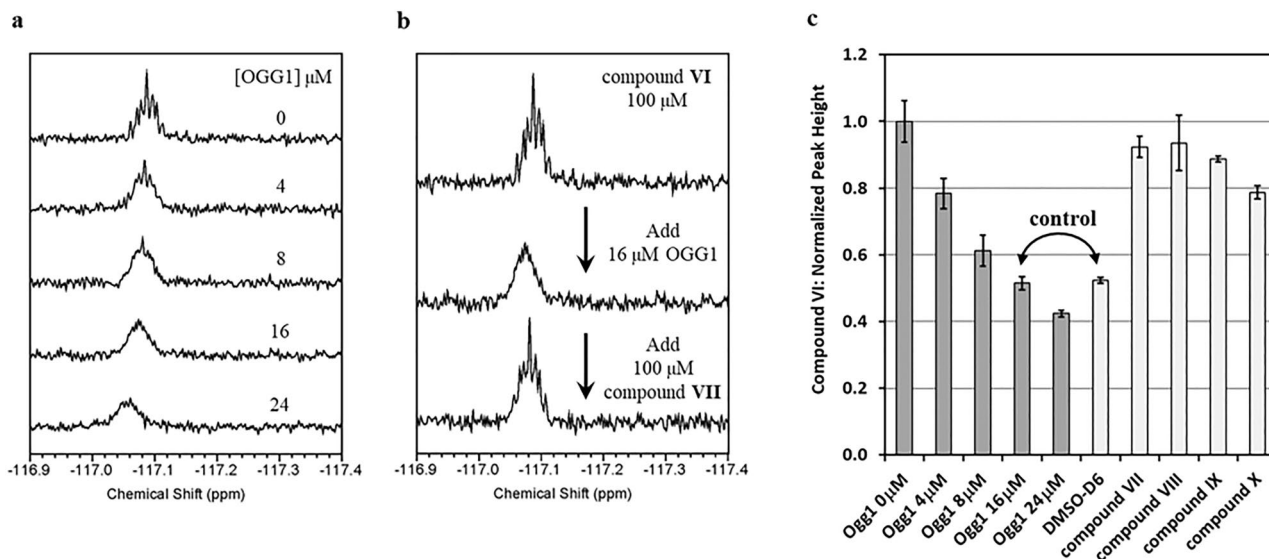 a
[OGG1] μM
0
4
8
16
24
-116.9 -117.0 -117.1 -117.2 -117.3 -117.4
Chemical Shift (ppm)
b
compound VI
100 μM
Add
16 μM OGG1
Add
100 μM
compound VII
-116.9 -117.0 -117.1 -117.2 -117.3 -117.4
Chemical Shift (ppm)
c
Compound VI: Normalized Peak Height
1.2
1.0
0.8
0.6
0.4
0.2
0.0
control
Ogg1 0μM
Ogg1 4μM
Ogg1 8μM
Ogg1 16μM
Ogg1 24μM
DMSO-D6
compound VII
compound VIII
compound IX
compound X